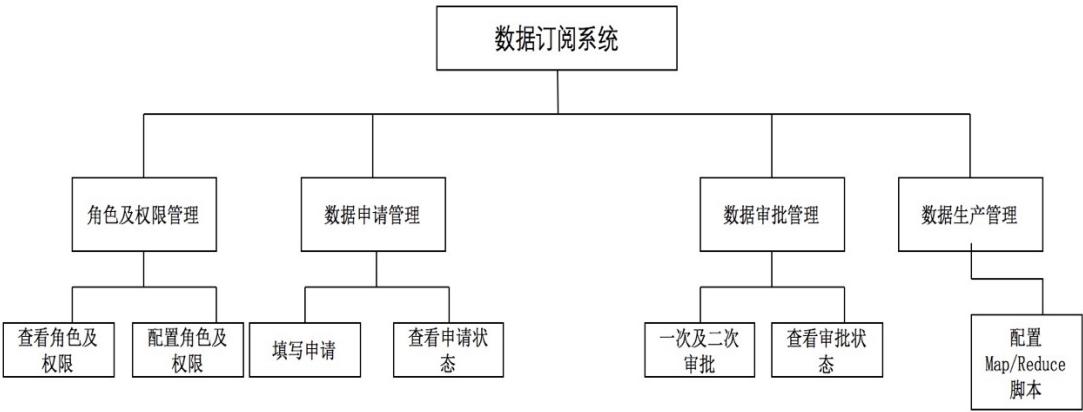 数据订阅系统
角色及权限管理
数据申请管理
数据审批管理
数据生产管理
查看角色及
权限
配置角色及
权限
填写申请
查看申请状
态
一次及二次
审批
查看审批状
态
配置
Map/Reduce
脚本